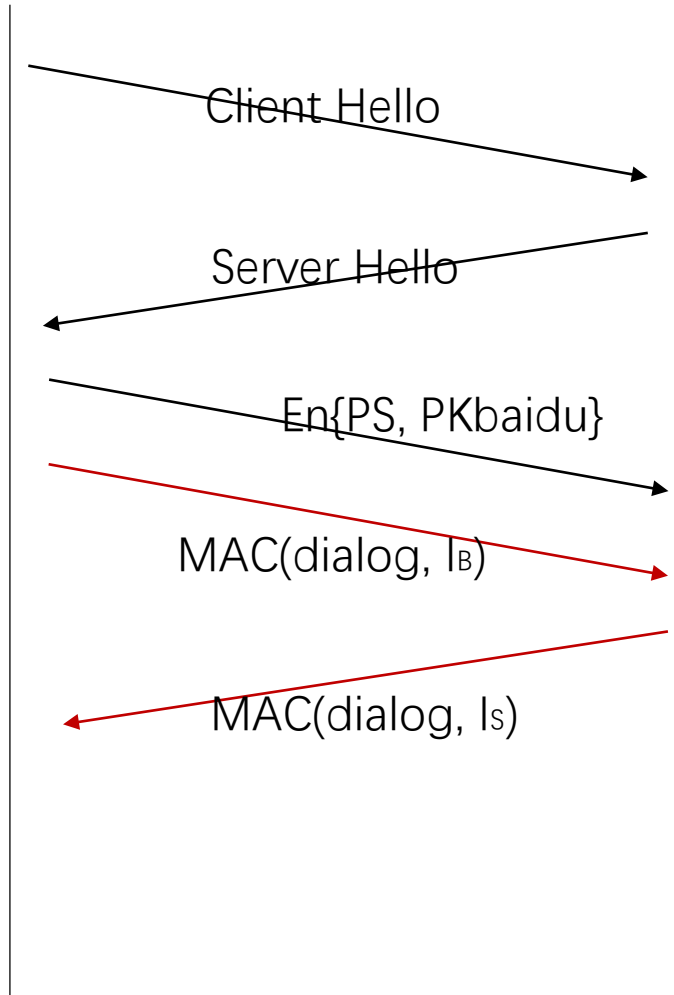 Client Hello
Server Hello
En{PS, PKbaidu}
MAC(dialog, IB)
MAC(dialog, IS)